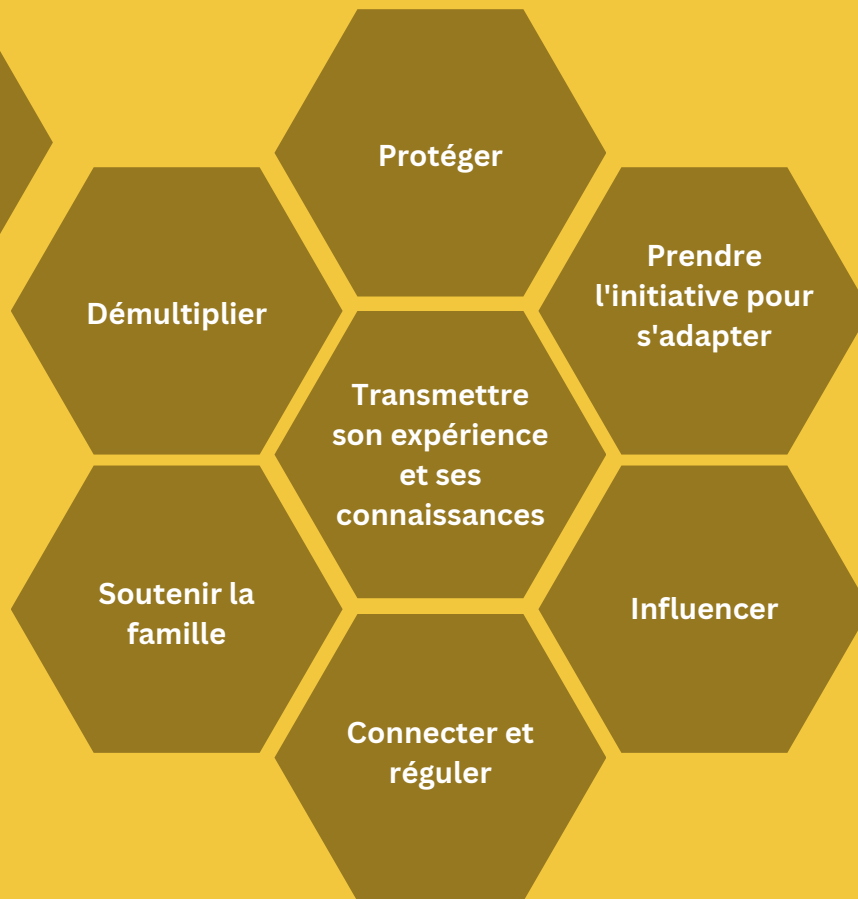 Protéger
Démultiplier
Prendre
l'initiative pour
s'adapter
Transmettre
son expérience
et ses
connaissances
Soutenir la
famille
Influencer
Connecter et
réguler